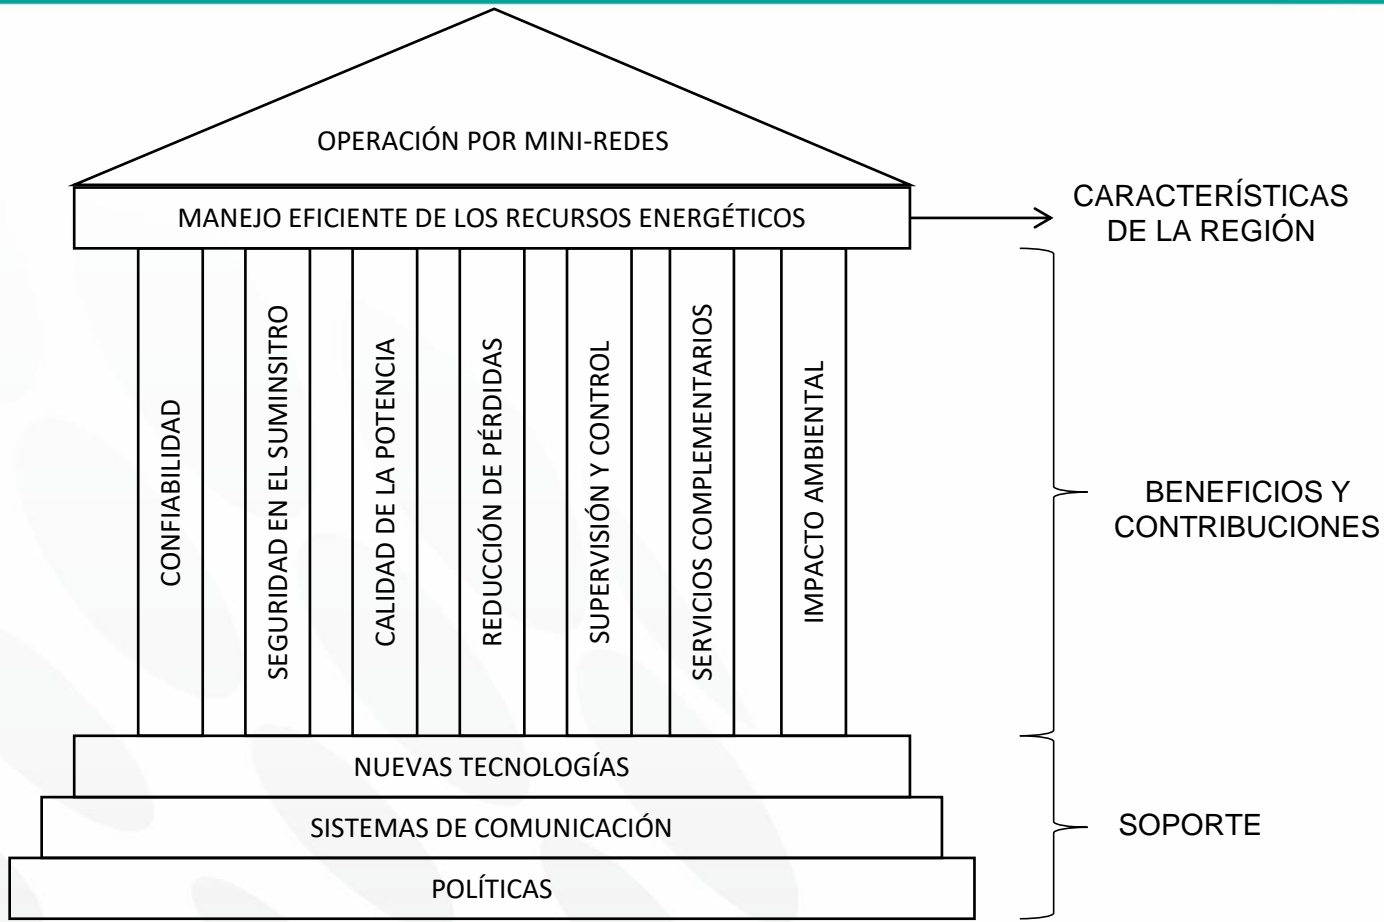 OPERACIÓN POR MINI-REDES
MANEJO EFICIENTE DE LOS RECURSOS ENERGÉTICOS
CARACTERÍSTICAS
DE LA REGIÓN
CONFIABILIDAD
SEGURIDAD EN EL SUMINSITRO
CALIDAD DE LA POTENCIA
REDUCCIÓN DE PÉRDIDAS
SUPERVISIÓN Y CONTROL
SERVICIOS COMPLEMENTARIOS
IMPACTO AMBIENTAL
BENEFICIOS Y
CONTRIBUCIONES
NUEVAS TECNOLOGÍAS
SISTEMAS DE COMUNICACIÓN
POLÍTICAS
SOPORTE